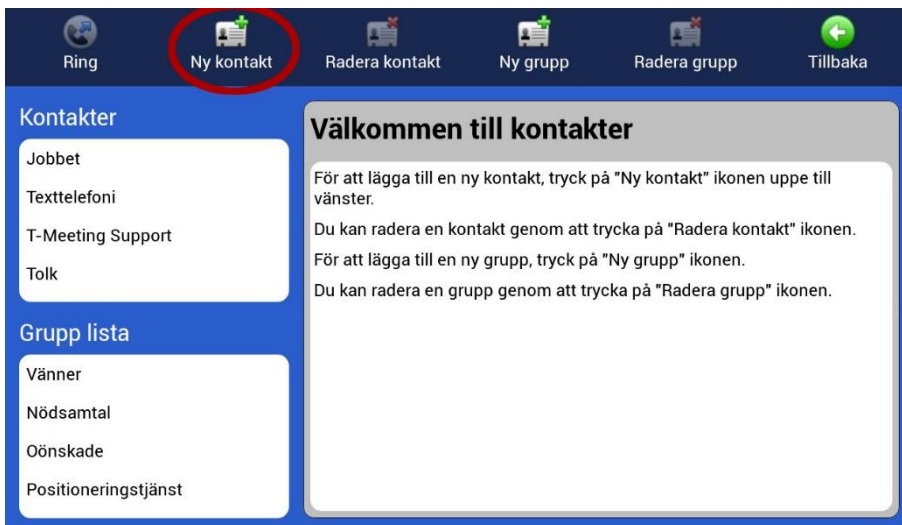 Ring
Ny kontakt
Radera kontakt
Ny grupp
Radera grupp
Tillbaka
Kontakter
Jobbet
Texttelefoni
T-Meeting Support
Tolk
Grupp lista
Vänner
Nödsamtal
Oönskade
Positioneringstjänst
Välkommen till kontakter
För att lägga till en ny kontakt, tryck på "Ny kontakt" ikonen uppe till
vänster.
Du kan radera en kontakt genom att trycka på "Radera kontakt" ikonen.
För att lägga till en ny grupp, tryck på "Ny grupp" ikonen.
Du kan radera en grupp genom att trycka på "Radera grupp" ikonen.